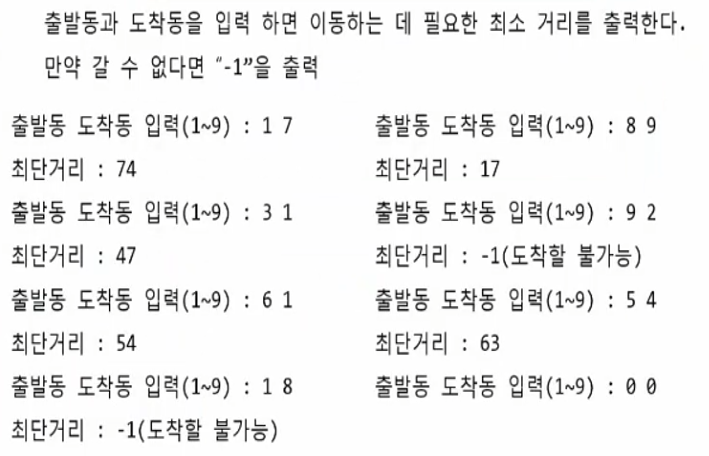 출발동과 도착동을 입력 하면 이동하는 데 필요한 최소 거리를 출력한다.
만약 갈 수 없다면 “-1”을 출력
출발동 도착동 입력(1~9) : 1 7
최단거리 : 74
출발동 도착동 입력(1~9) : 3 1
최단거리 : 47
출발동 도착동 입력(1~9) : 6 1
최단거리 : 54
출발동 도착동 입력(1~9) : 1 8
최단거리 : -1(도착할 불가능)
출발동 도착동 입력(1~9) : 8 9
최단거리 : 17
출발동 도착동 입력(1~9) : 9 2
최단거리 : -1(도착할 불가능)
출발동 도착동 입력(1~9) : 5 4
최단거리 : 63
출발동 도착동 입력(1~9) : 0 0